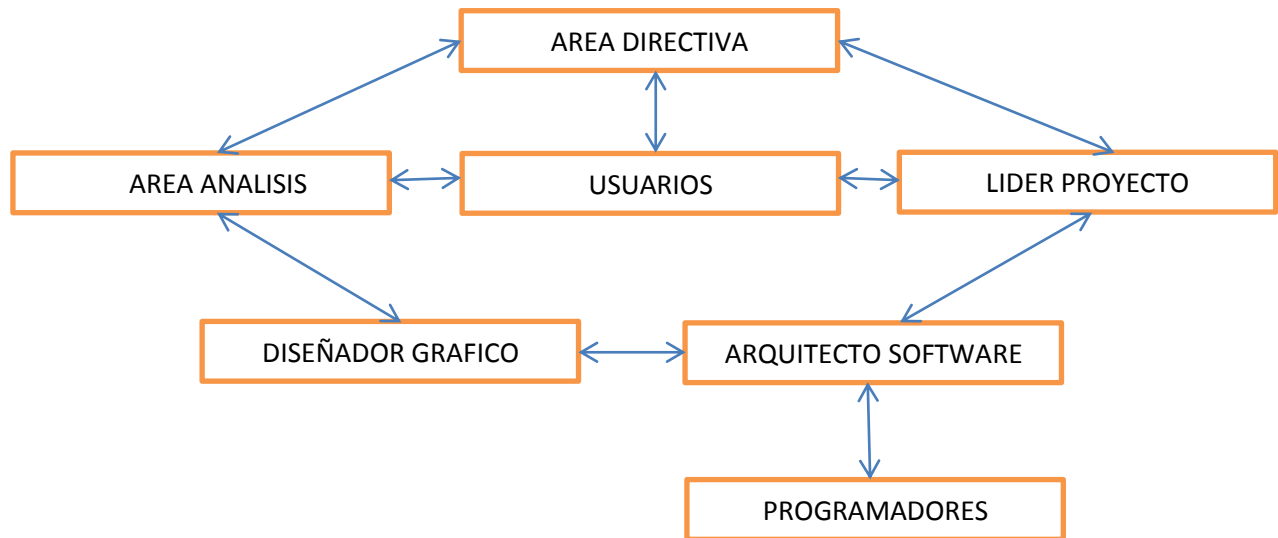 AREA DIRECTIVA
AREA ANALISIS
USUARIOS
LIDER PROYECTO
DISEÑADOR GRAFICO
ARQUITECTO SOFTWARE
PROGRAMADORES